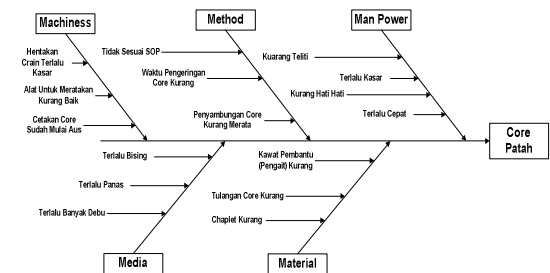 Machiness
Method
Man Power
Hentakan
Crain Terlalu
Kasar
Alat Untuk Meratakan
Kurang Baik
Cetakan Core
Sudah Mulai Aus
Tidak Sesuai SOP
Waktu Pengeringan
Core Kurang
Penyambungan Core
Kurang Merata
Kuarang Teliti
Terlalu Kasar
Kurang Hati Hati
Terlalu Cepat
Core
Patah
Terlalu Bising
Terlalu Panas
Terlalu Banyak Debu
Kawat Pembantu
(Pengait) Kurang
Tulangan Core Kurang
Chaplet Kurang
Media
Material